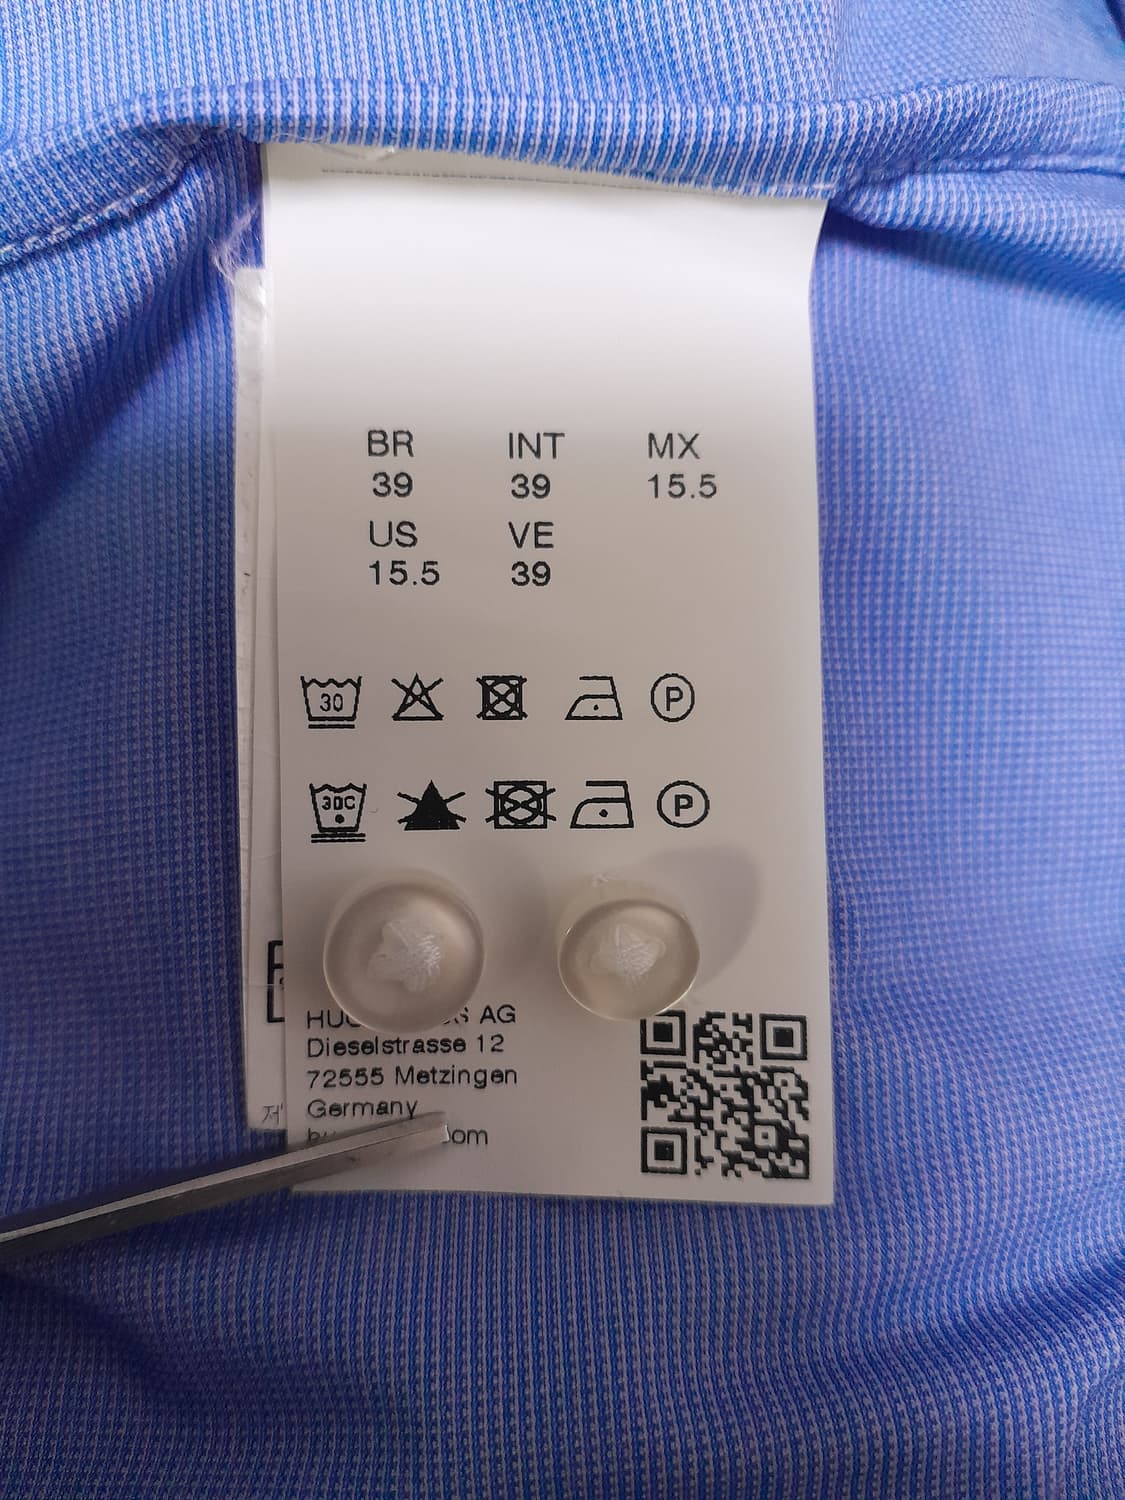 BR INT MX
39 39 15.5
US VE
15.5 39
30
P
30C
P
AG
Dieselstrasse 12
72555 Metzingen
Germany